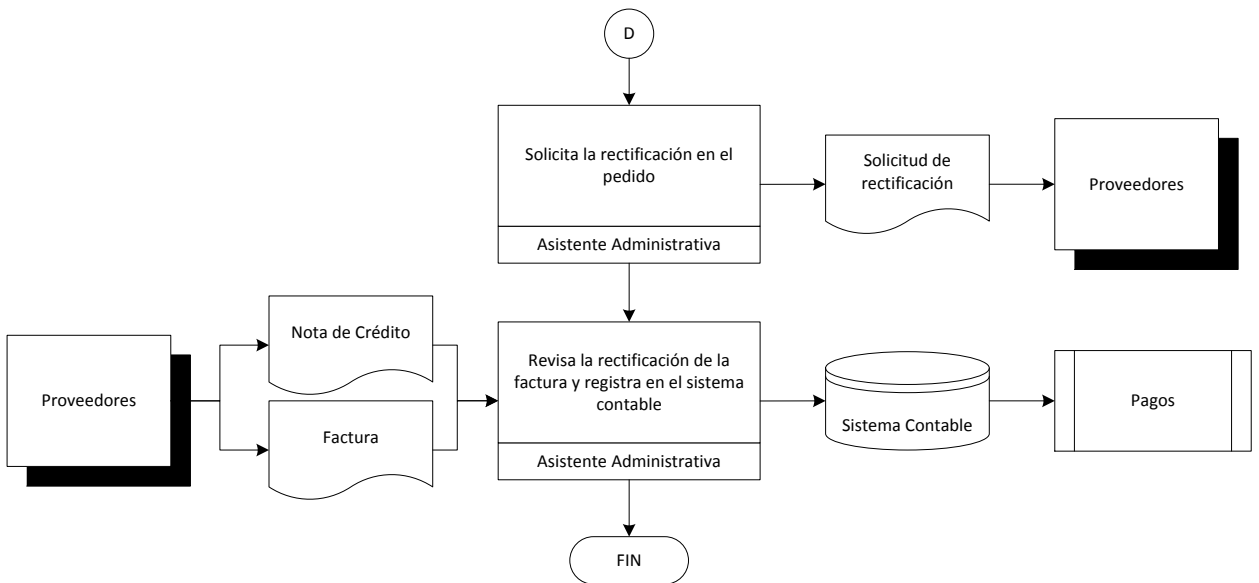 D
Solicita la rectificación en el
pedido
Asistente Administrativa
Solicitud de
rectificación
Proveedores
Proveedores
Nota de Crédito
Factura
Revisa la rectificación de la
factura y registra en el sistema
contable
Asistente Administrativa
Sistema Contable
Pagos
FIN